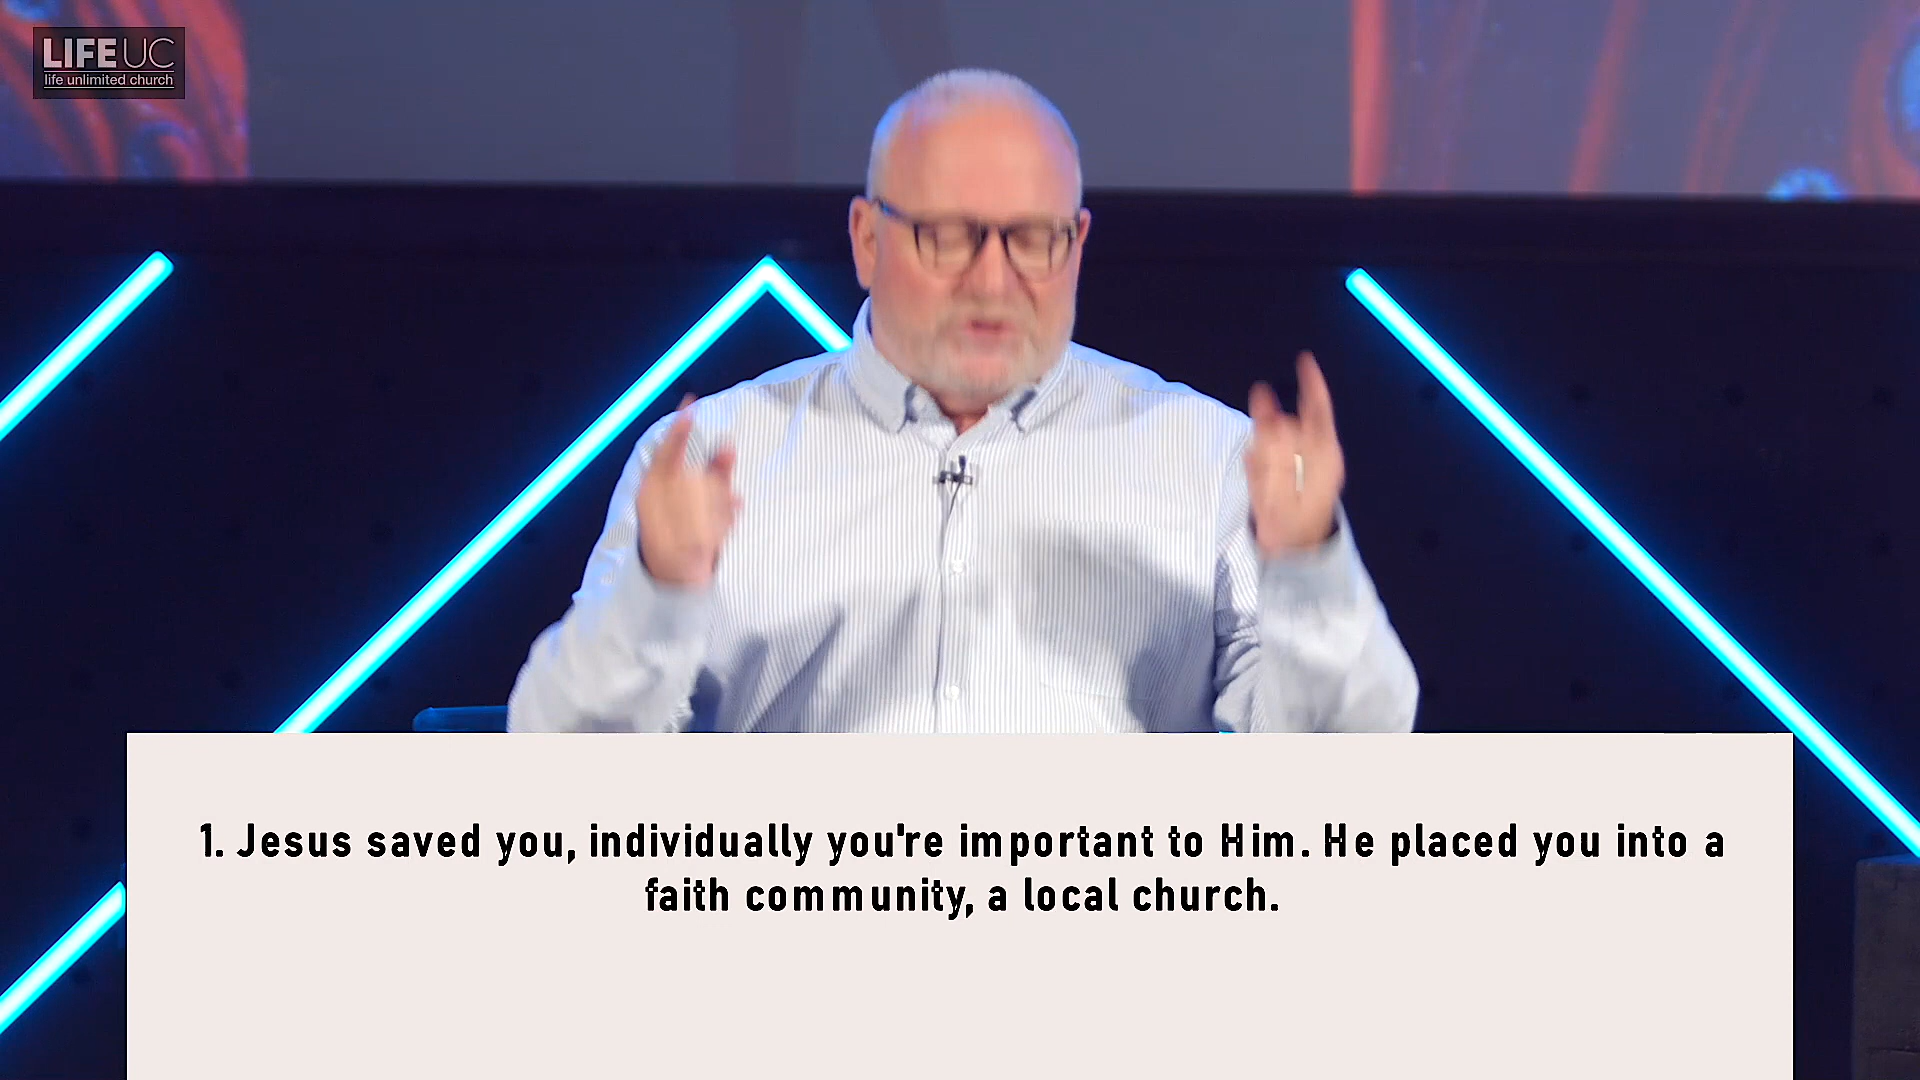 LIFEUC
life unlimited church
1. Jesus saved you, individually you're important to Him. He placed you into a
faith community, a local church.